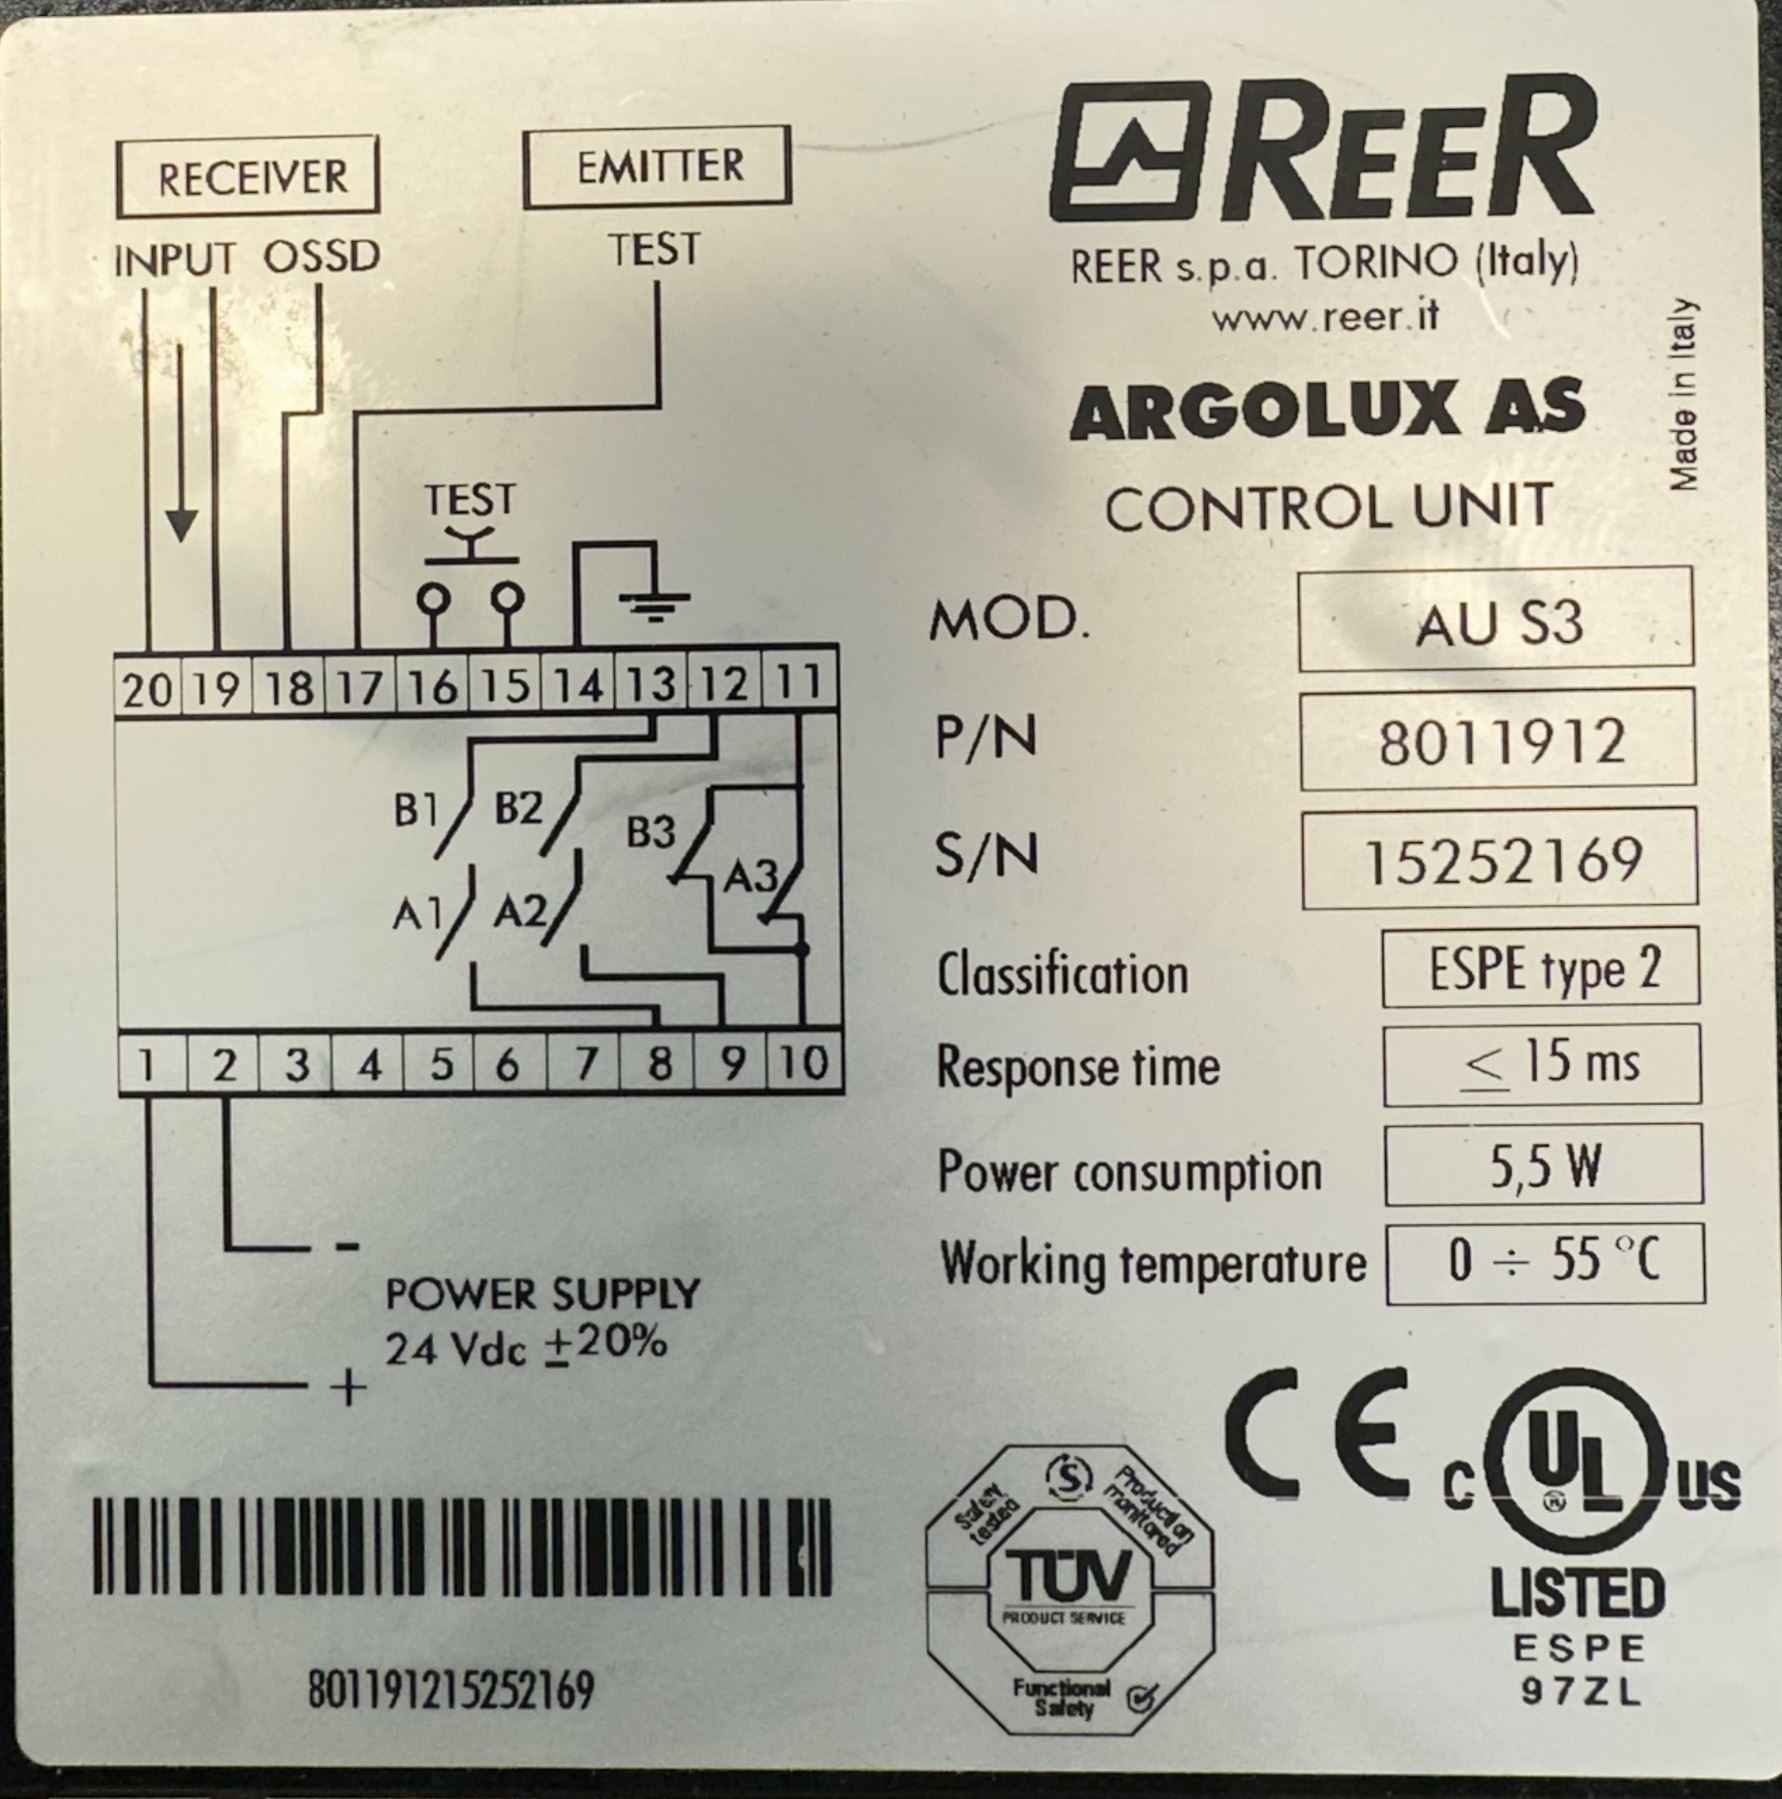 RECEIVER
EMITTER
INPUT OSSD
TEST
TEST
20 19 18 17 16 15 14 13 12 11
B1 B2 B3
A1 A2 A3
1 2 3 4 5 6 7 8 9 10
-
POWER SUPPLY
24 Vdc ±20%
+
801191215252169
REER
REER s.p.a. TORINO (Italy)
www.reer.it
Made in Italy
ARGOLUX AS
CONTROL UNIT
MOD. AU S3
P/N 8011912
S/N 15252169
Classification ESPE type 2
Response time ≤ 15 ms
Power consumption 5,5 W
Working temperature 0 ÷ 55 °C
CE
C UL ® US
LISTED
ESPE
97ZL
Safety
tested
S
Production
monitored
TÜV
PRODUCT SERVICE
Functional
Safety